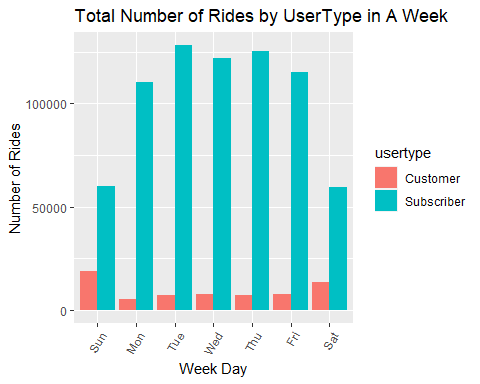 Total Number of Rides by UserType in A Week
Number of Rides
100000
50000
0
Sun
Mon
Tue
Wed
Thu
Fri
Sat
Week Day
usertype
Customer
Subscriber